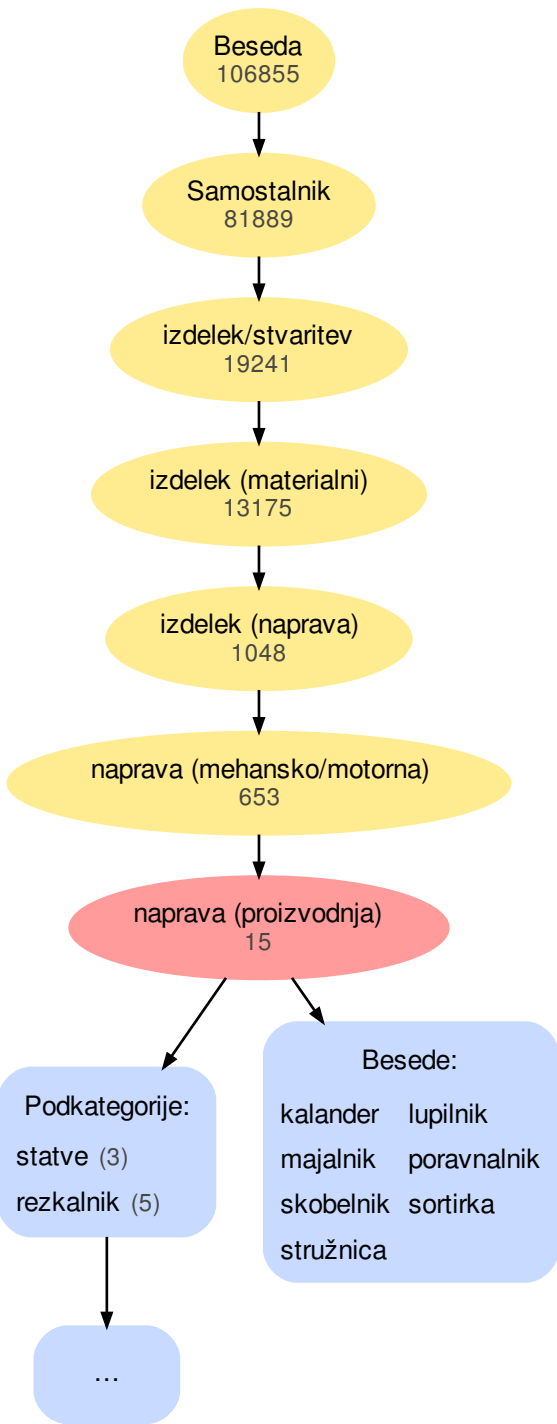 Beseda
106855
Samostalnik
81889
izdelek/stvaritev
19241
izdelek (materialni)
13175
izdelek (naprava)
1048
naprava (mehansko/motorna)
653
naprava (proizvodnja)
15
Podkategorije:
statve (3)
rezkalnik (5)
Besede:
kalander lupilnik
majalnik poravnalnik
skobelnik sortirka
stružnica
...